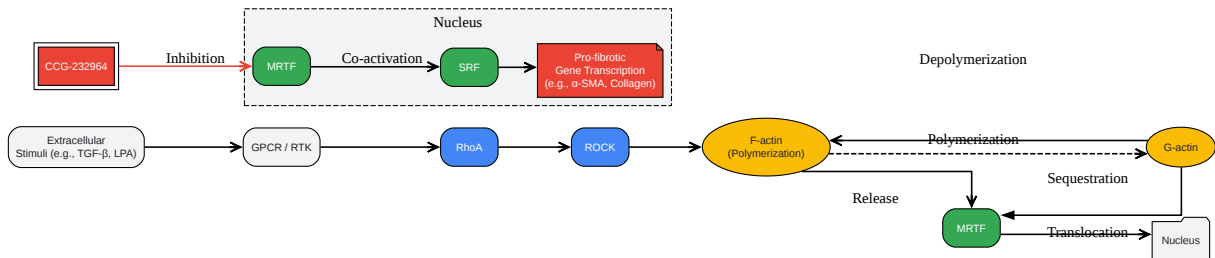 Nucleus
CCG-232964
Inhibition
MRTF
Co-activation
SRF
Pro-fibrotic
Gene Transcription
(e.g., α-SMA, Collagen)
Depolymerization
Extracellular
Stimuli (e.g., TGF-β, LPA)
GPCR / RTK
RhoA
ROCK
F-actin
(Polymerization)
Polymerization
G-actin
Sequestration
Release
MRTF
Translocation
Nucleus